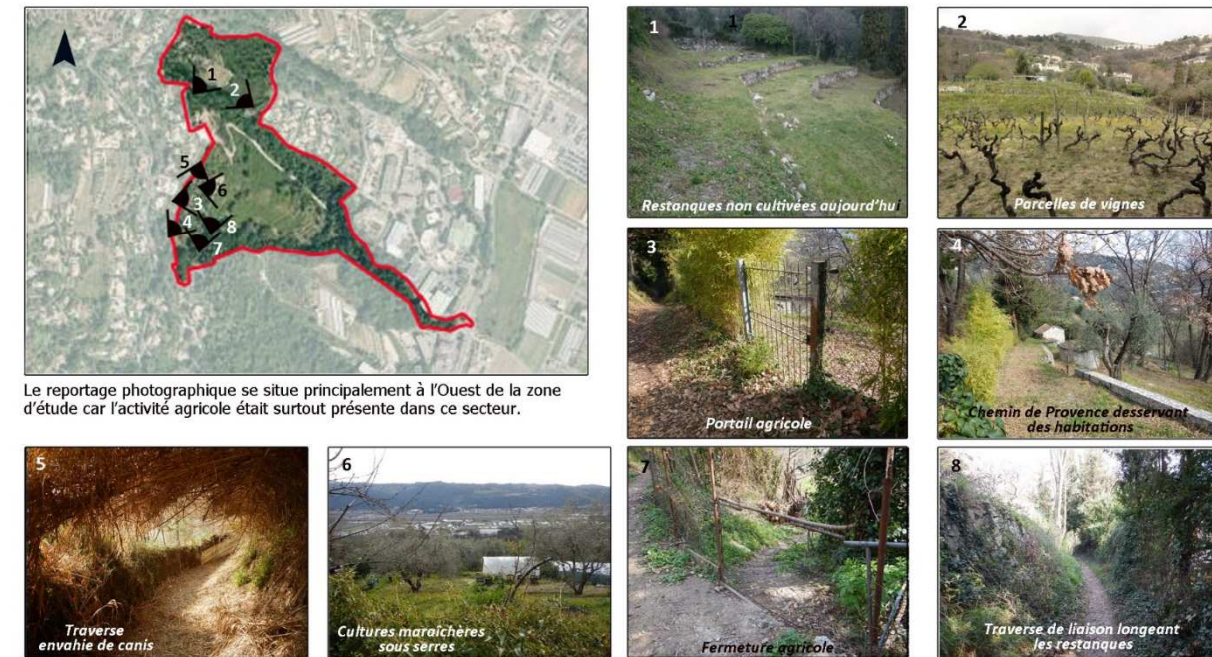 1
2
5
6
3
4
8
7
Le reportage photographique se situe principalement à l'Ouest de la zone
d'étude car l'activité agricole était surtout présente dans ce secteur.
1
1
Restanques non cultivées aujourd'hui
2
Parcelles de vignes
3
Portail agricole
4
Chemin de Provence desservant
des habitations
5
Traverse
envahie de canis
6
Cultures maraîchères
sous serres
7
Fermeture agricole
8
Traverse de liaison longeant
les restanques